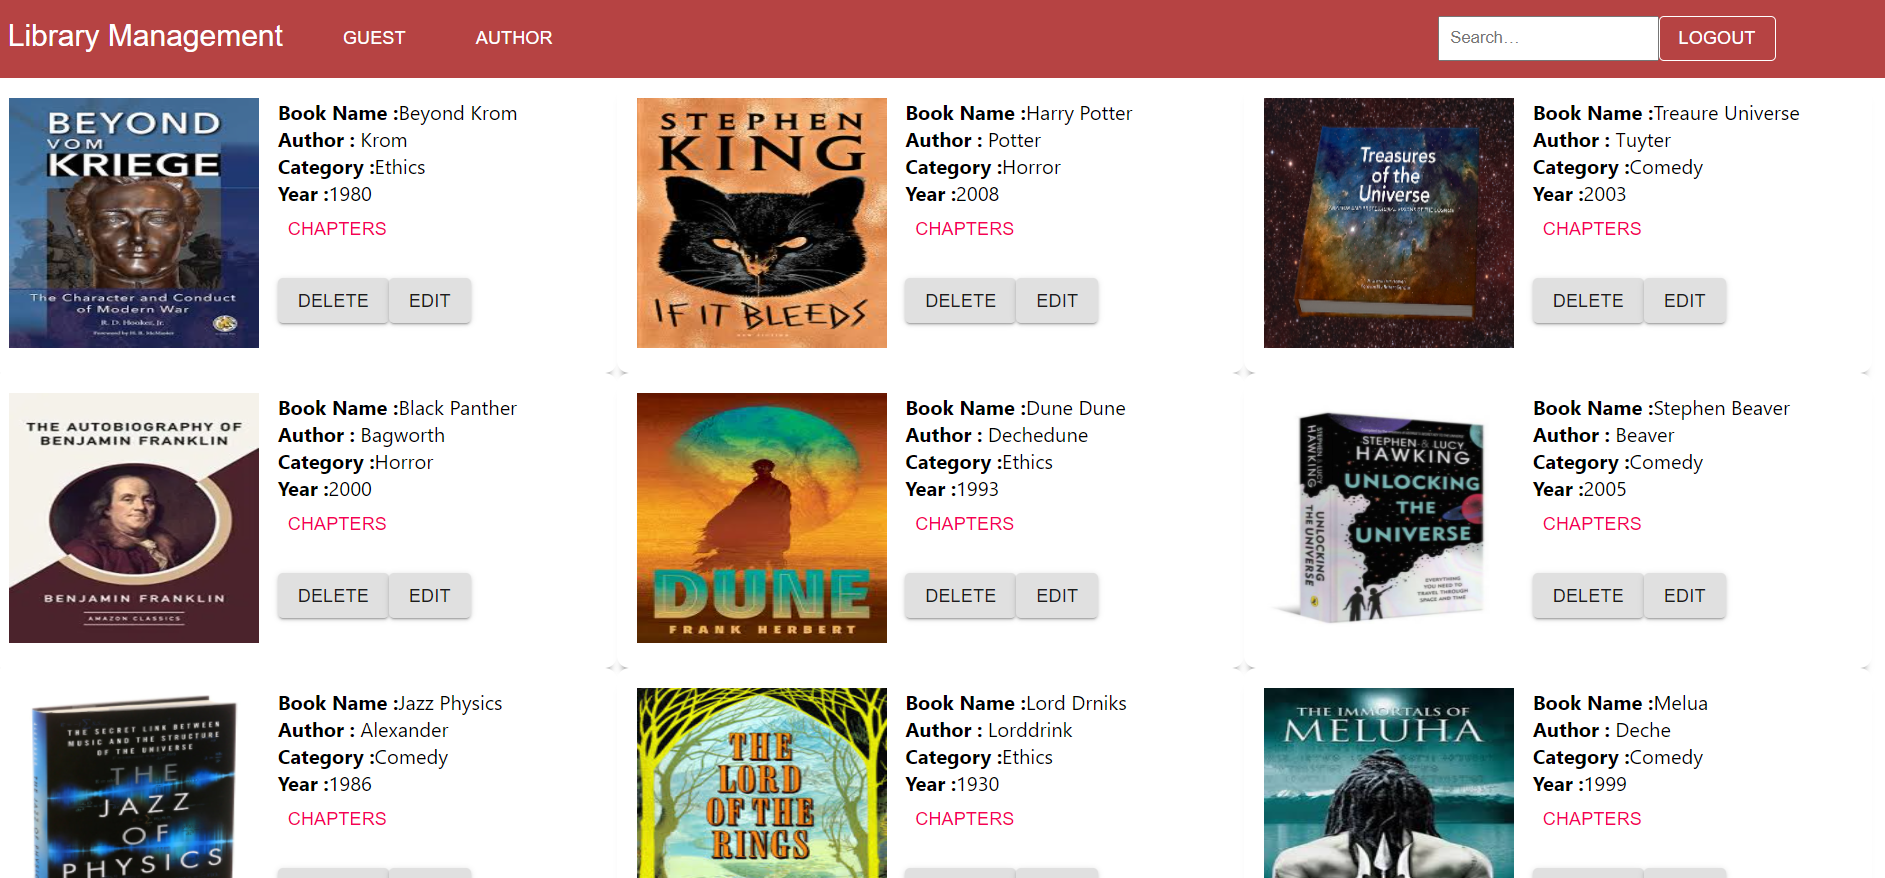 Library Management
GUEST
AUTHOR
Search...
LOGOUT
BEYOND
VOM
KRIEGE
The Character and Conduct
of Modern War
R. D. Hooker, Jr.
Foreword by H. R. McMaster
Book Name :Beyond Krom
Author : Krom
Category :Ethics
Year :1980
CHAPTERS
DELETE
EDIT
STEPHEN
KING
IF IT BLEEDS
NEW FICTION
Book Name :Harry Potter
Author : Potter
Category :Horror
Year :2008
CHAPTERS
DELETE
EDIT
Treasures
of the
Universe
Book Name :Treaure Universe
Author : Tuyter
Category :Comedy
Year :2003
CHAPTERS
DELETE
EDIT
THE AUTOBIOGRAPHY OF
BENJAMIN FRANKLIN
BENJAMIN FRANKLIN
AMAZON CLASSICS
Book Name :Black Panther
Author : Bagworth
Category :Horror
Year :2000
CHAPTERS
DELETE
EDIT
DUNE
FRANK HERBERT
Book Name :Dune Dune
Author : Dechedune
Category :Ethics
Year :1993
CHAPTERS
DELETE
EDIT
STEPHEN & LUCY
HAWKING
UNLOCKING
THE
UNIVERSE
EVERYTHING
YOU NEED TO
TRAVEL THROUGH
SPACE AND TIME
STEPHEN & LUCY
HAWKING
UNLOCKING
THE UNIVERSE
Book Name :Stephen Beaver
Author : Beaver
Category :Comedy
Year :2005
CHAPTERS
DELETE
EDIT
THE SECRET LINK BETWEEN
MUSIC AND THE STRUCTURE
OF THE UNIVERSE
THE
JAZZ
OF
PHYSICS
Book Name :Jazz Physics
Author : Alexander
Category :Comedy
Year :1986
CHAPTERS
THE
LORD
OF THE
RINGS
Book Name :Lord Drniks
Author : Lorddrink
Category :Ethics
Year :1930
CHAPTERS
THE IMMORTALS OF
MELUHA
Book Name :Melua
Author : Deche
Category :Comedy
Year :1999
CHAPTERS